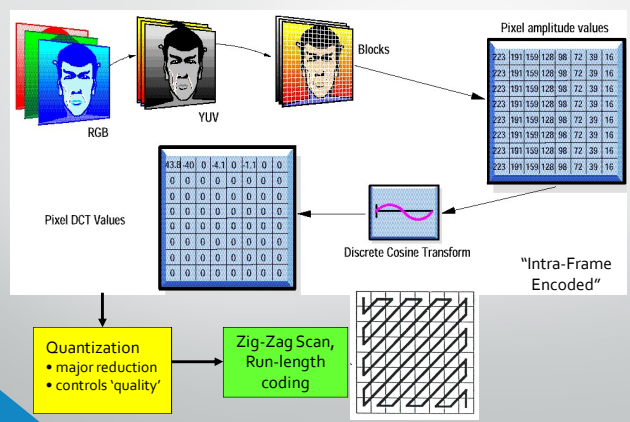 RGB
YUV
Blocks
Pixel amplitude values
223 191 159 128 98 72 39 16
223 191 159 128 98 72 39 16
223 191 159 128 98 72 39 16
223 191 159 128 98 72 39 16
223 191 159 128 98 72 39 16
223 191 159 128 98 72 39 16
223 191 159 128 98 72 39 16
223 191 159 128 98 72 39 16
Pixel DCT Values
43.8 -40 0 -4.1 0 -1.1 0 0
0 0 0 0 0 0 0 0
0 0 0 0 0 0 0 0
0 0 0 0 0 0 0 0
0 0 0 0 0 0 0 0
0 0 0 0 0 0 0 0
0 0 0 0 0 0 0 0
0 0 0 0 0 0 0 0
Discrete Cosine Transform
“Intra-Frame
Encoded”
Quantization
• major reduction
• controls ‘quality’
Zig-Zag Scan,
Run-length
coding